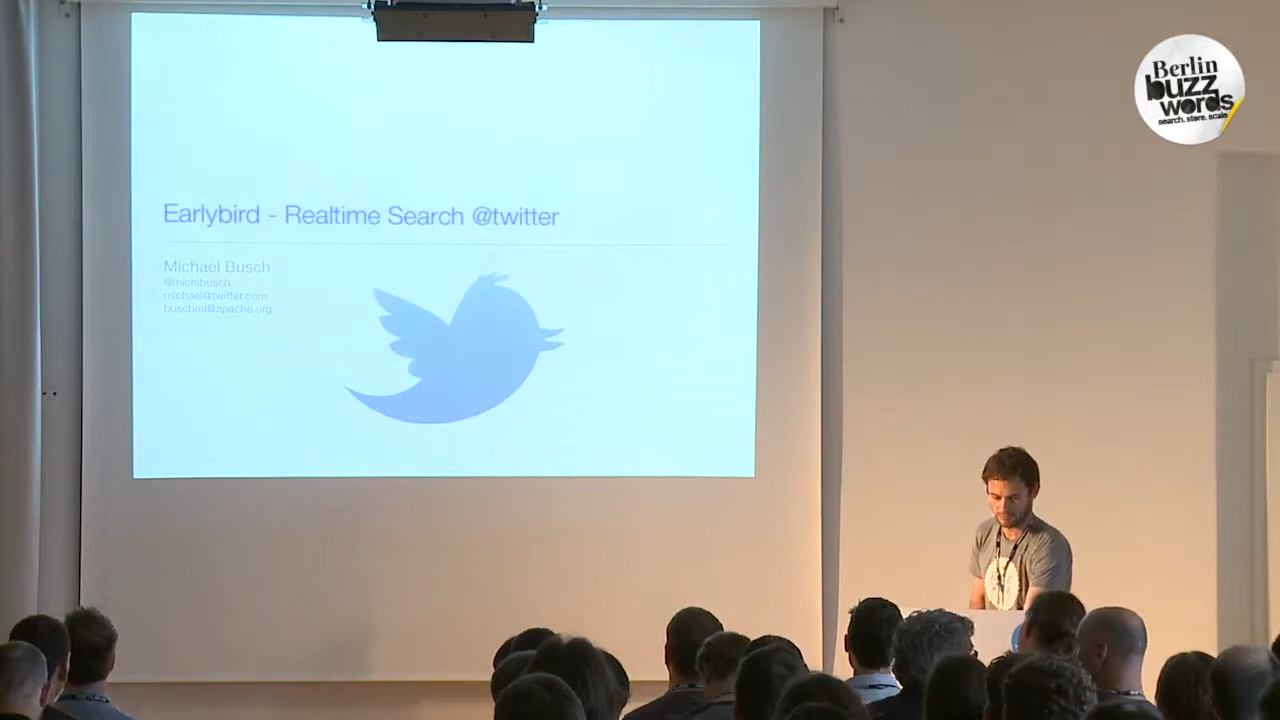 Earlybird - Realtime Search @twitter
Michael Busch
@michibusch
michael@twitter.com
buschmi@apache.org
Berlin
buzz
words
search. store. scale